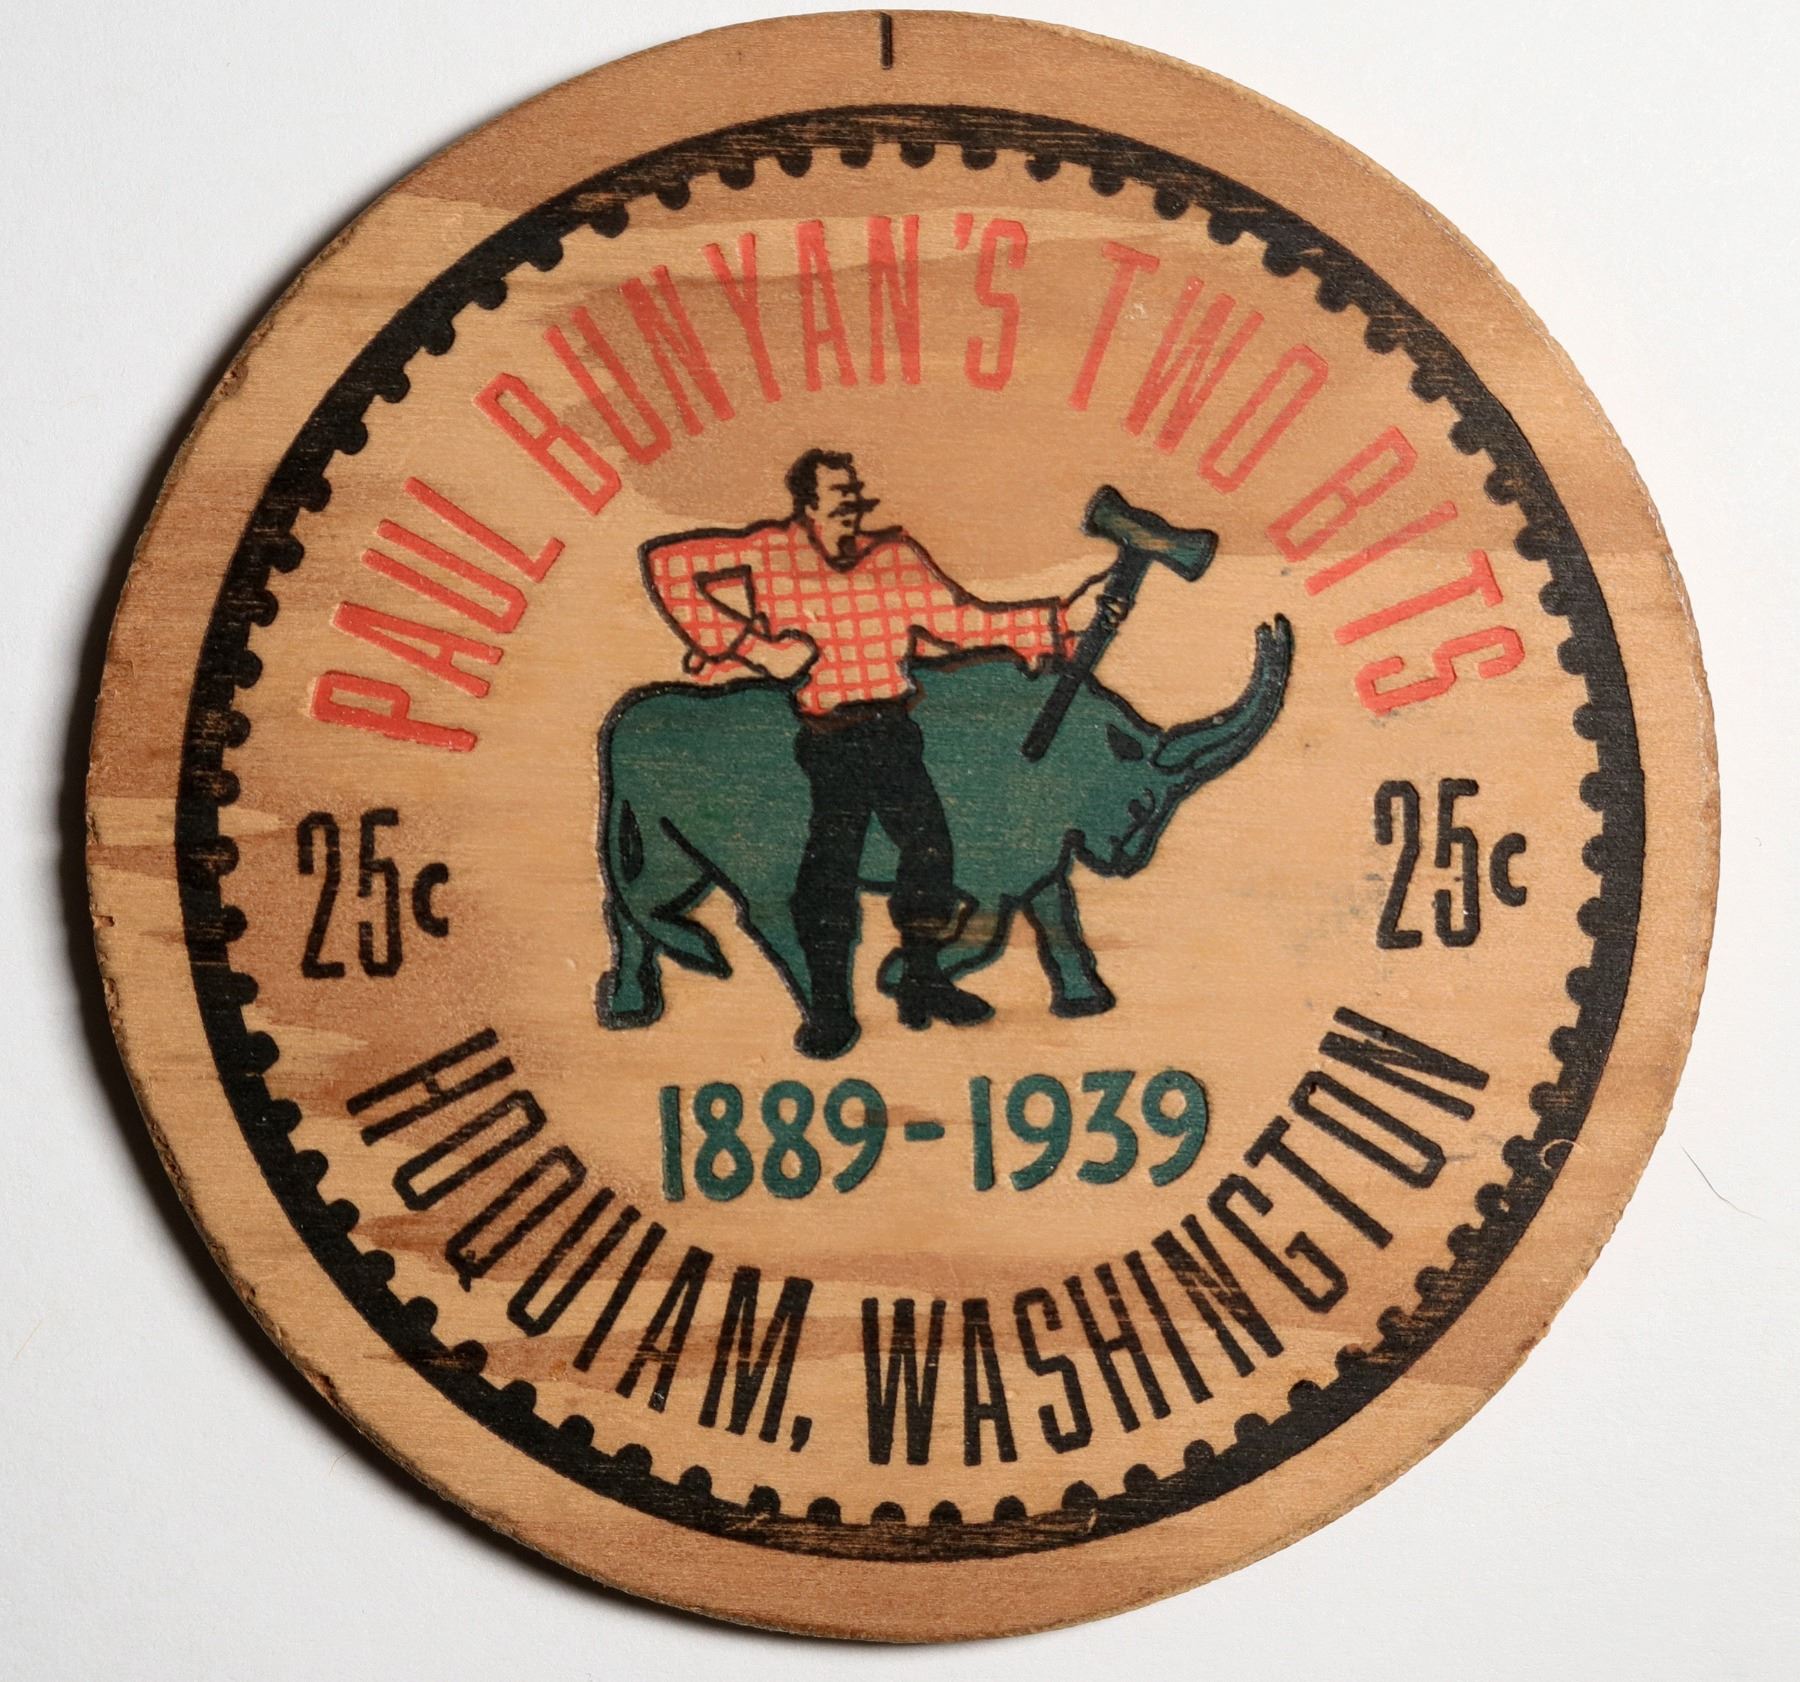 PAUL BUNYAN'S TWO BITS
25c
25c
1889-1939
HOQUIAM, WASHINGTON